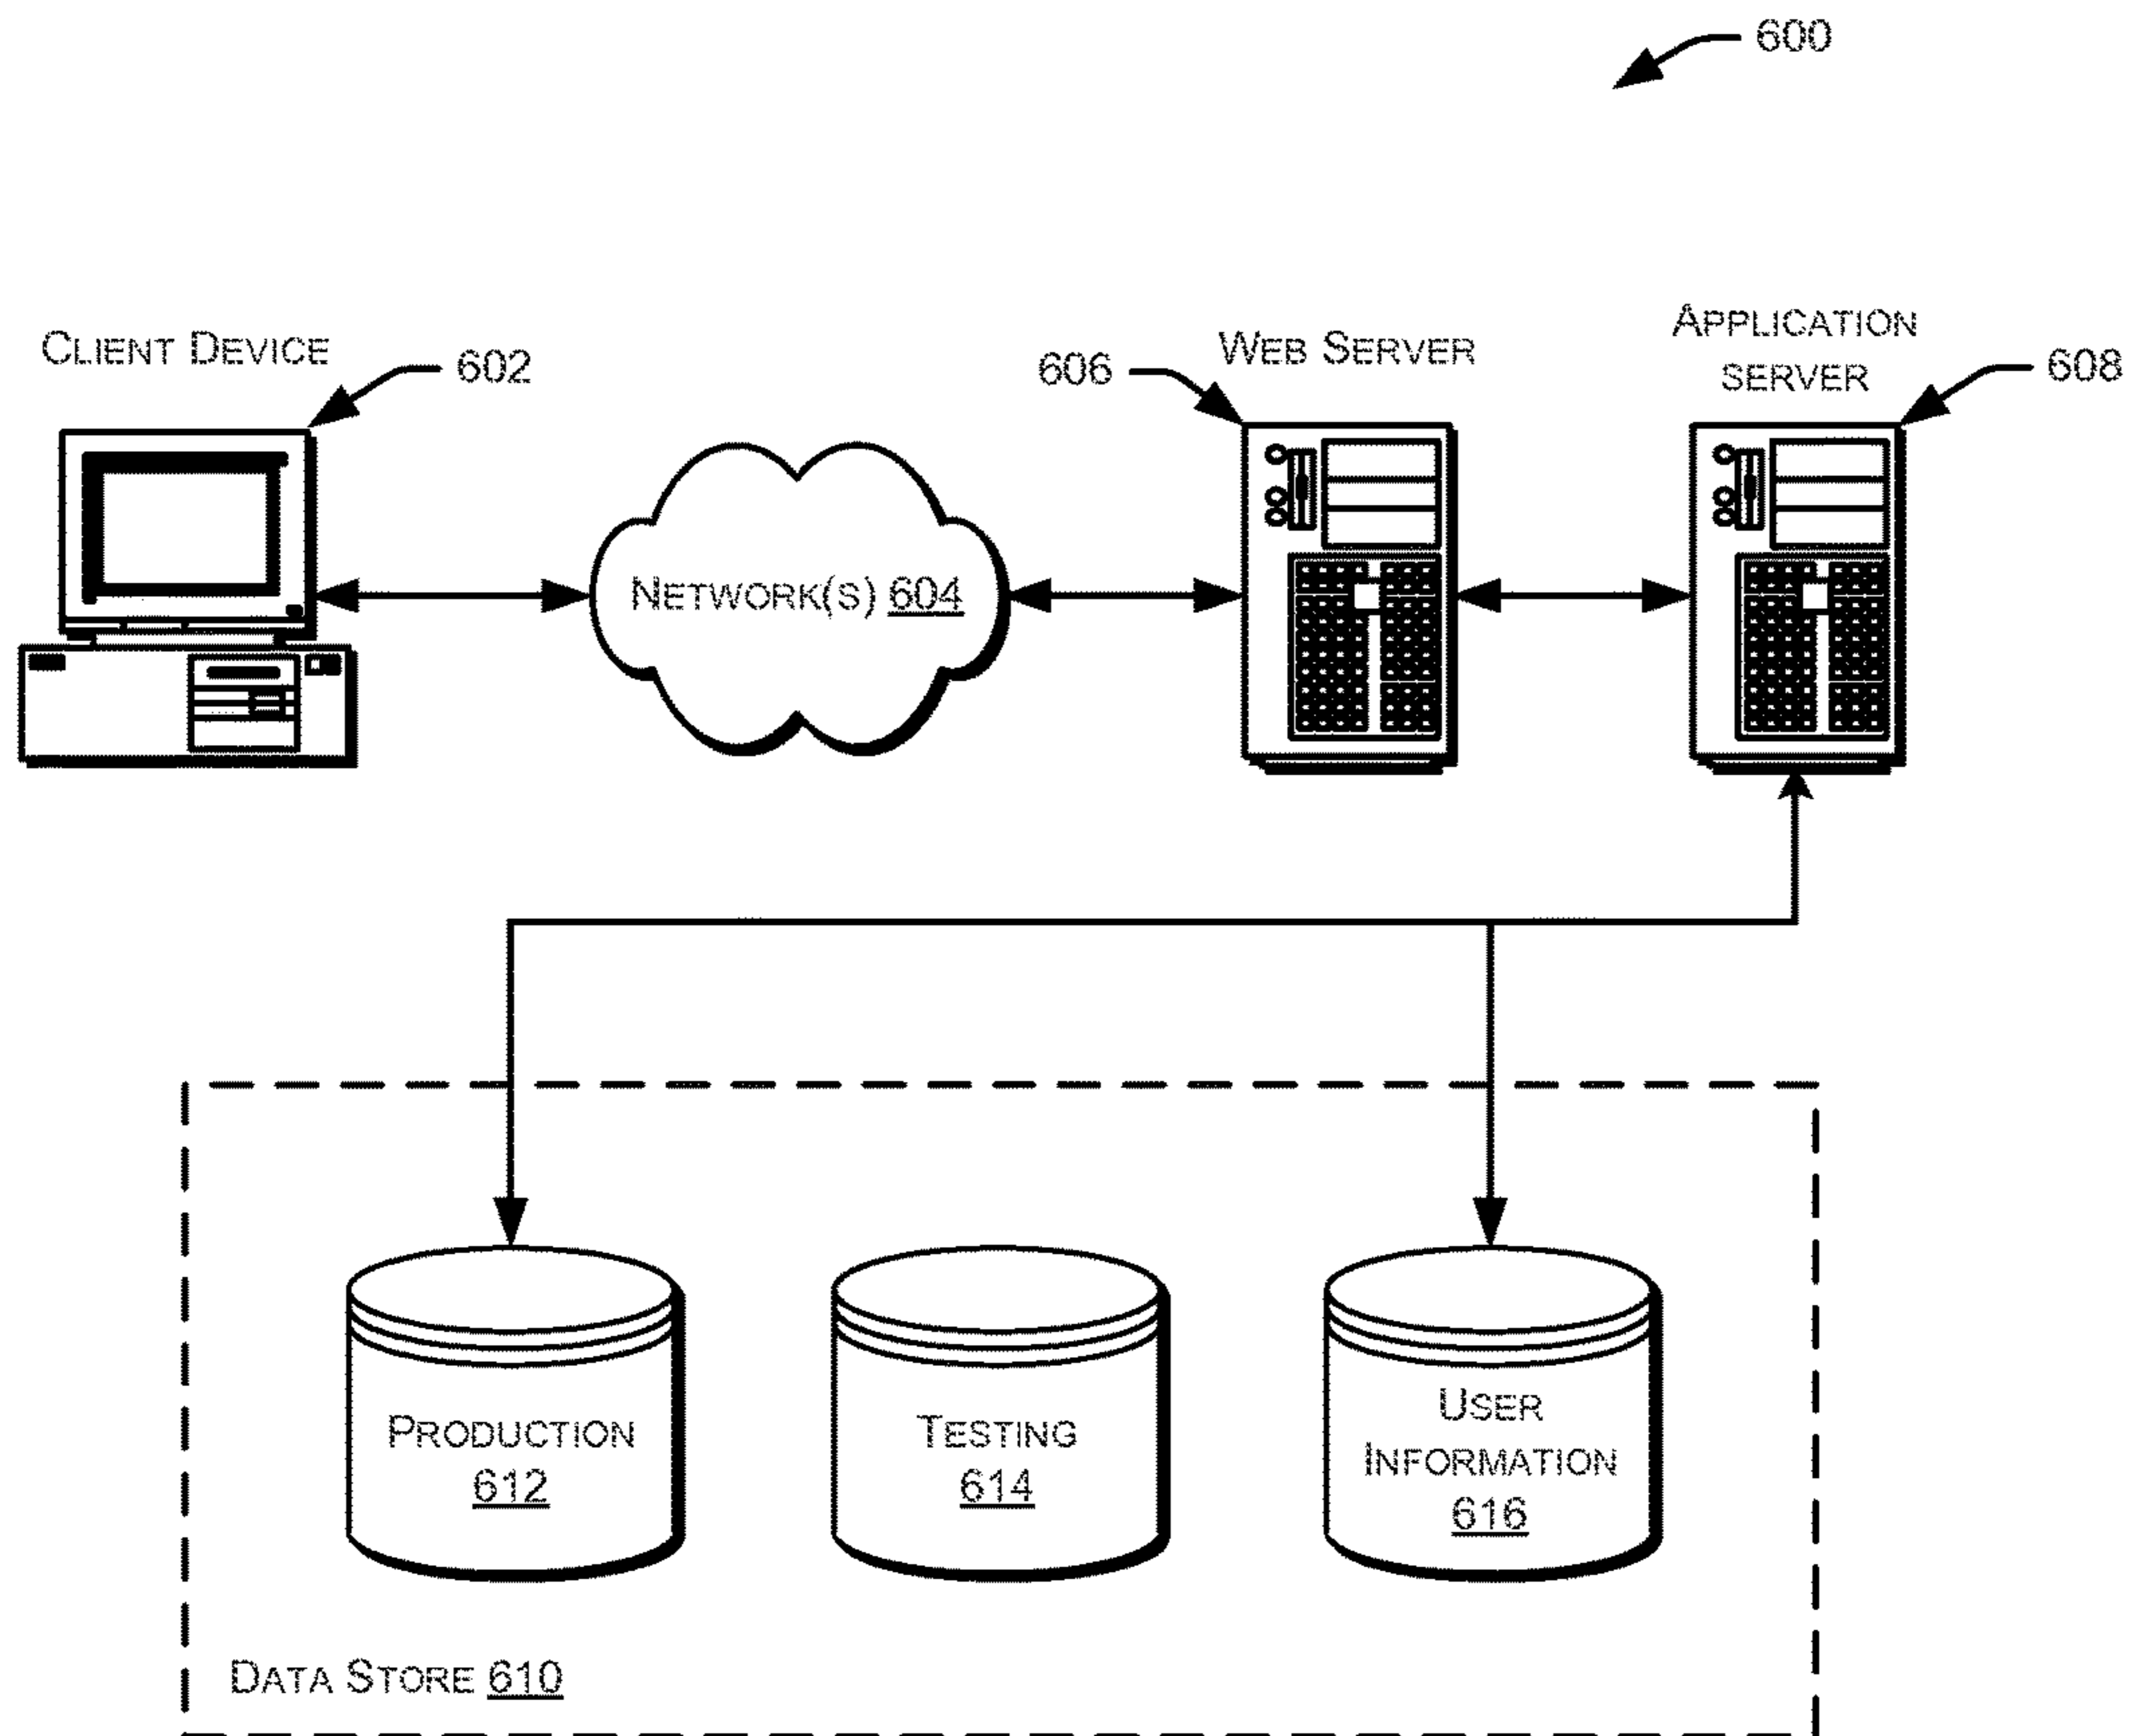 600
CLIENT DEVICE
602
606
WEB SERVER
APPLICATION
SERVER
608
NETWORK(S) 604
PRODUCTION
612
TESTING
614
USER
INFORMATION
616
DATA STORE 610